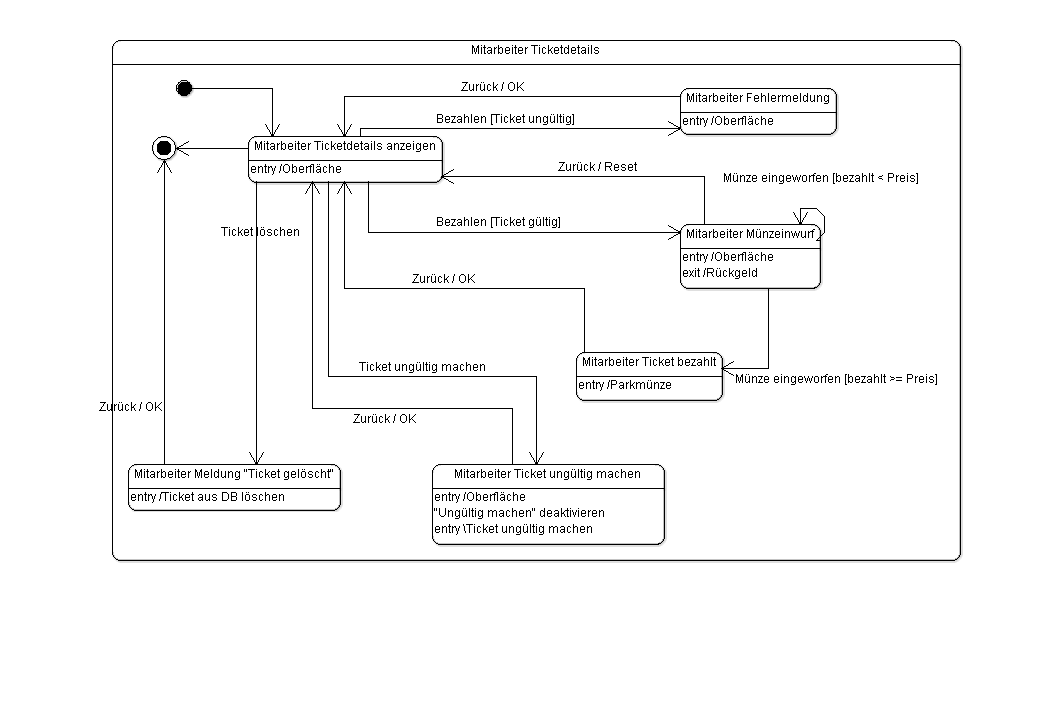 Mitarbeiter Ticketdetails
Zurück / OK
Mitarbeiter Fehlermeldung
entry /Oberfläche
Bezahlen [Ticket ungültig]
Mitarbeiter Ticketdetails anzeigen
entry /Oberfläche
Zurück / Reset
Münze eingeworfen [bezahlt < Preis]
Bezahlen [Ticket gültig]
Ticket löschen
Mitarbeiter Münzeinwurf
entry /Oberfläche
exit /Rückgeld
Zurück / OK
Mitarbeiter Ticket bezahlt
entry /Parkmünze
Ticket ungültig machen
Münze eingeworfen [bezahlt >= Preis]
Zurück / OK
Zurück / OK
Mitarbeiter Meldung "Ticket gelöscht"
entry /Ticket aus DB löschen
Mitarbeiter Ticket ungültig machen
entry /Oberfläche
"Ungültig machen" deaktivieren
entry \Ticket ungültig machen